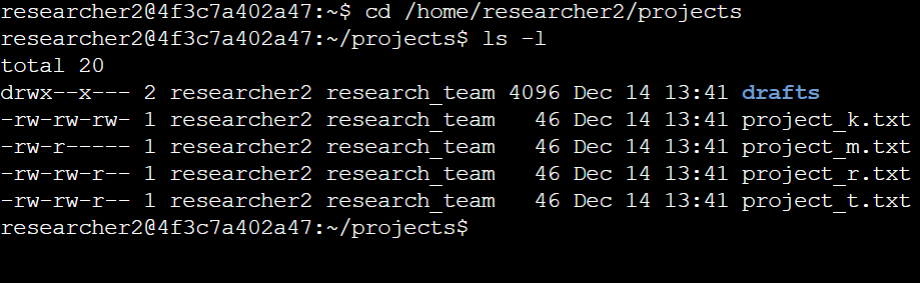 researcher2@4f3c7a402a47:~$ cd /home/researcher2/projects
researcher2@4f3c7a402a47:~/projects$ ls -l
total 20
drwx--x--- 2 researcher2 research_team 4096 Dec 14 13:41 drafts
-rw-rw-rw- 1 researcher2 research_team   46 Dec 14 13:41 project_k.txt
-rw-r----- 1 researcher2 research_team   46 Dec 14 13:41 project_m.txt
-rw-rw-r-- 1 researcher2 research_team   46 Dec 14 13:41 project_r.txt
-rw-rw-r-- 1 researcher2 research_team   46 Dec 14 13:41 project_t.txt
researcher2@4f3c7a402a47:~/projects$